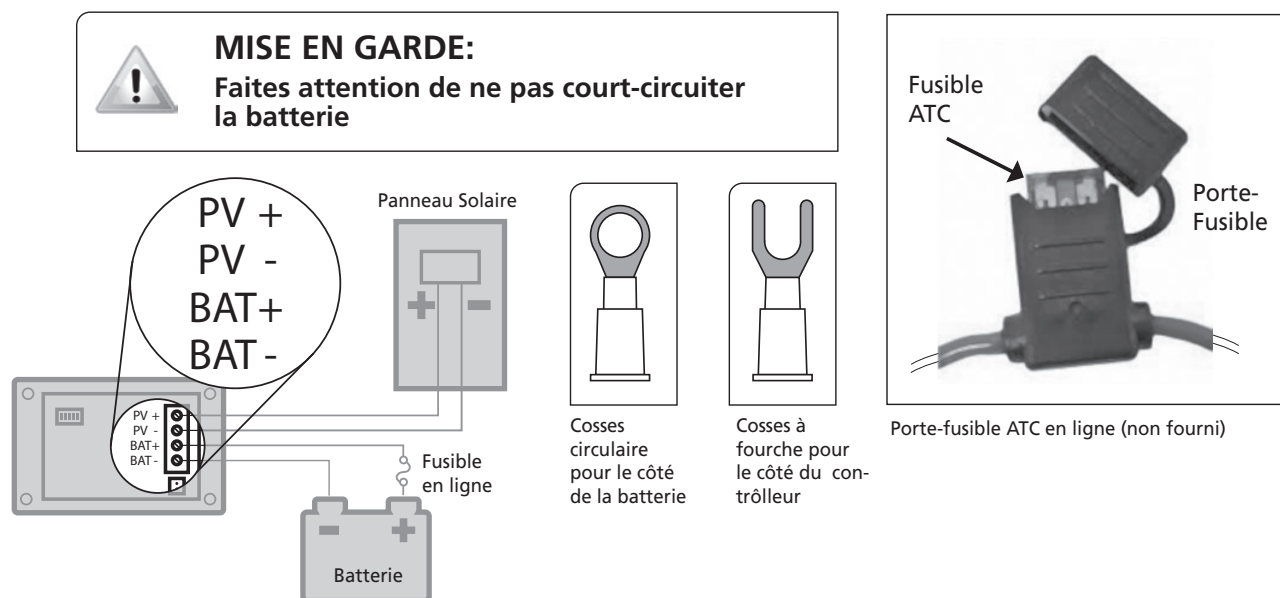 MISE EN GARDE:
Faites attention de ne pas court-circuiter
la batterie
PV +
PV -
BAT+
BAT -
Panneau Solaire
+ -
PV +
PV -
BAT+
BAT -
Fusible
en ligne
- +
Batterie
Cosses
circulaire
pour le côté
de la batterie
Cosses à
fourche pour
le côté du con-
trôlleur
Fusible
ATC
Porte-
Fusible
Porte-fusible ATC en ligne (non fourni)